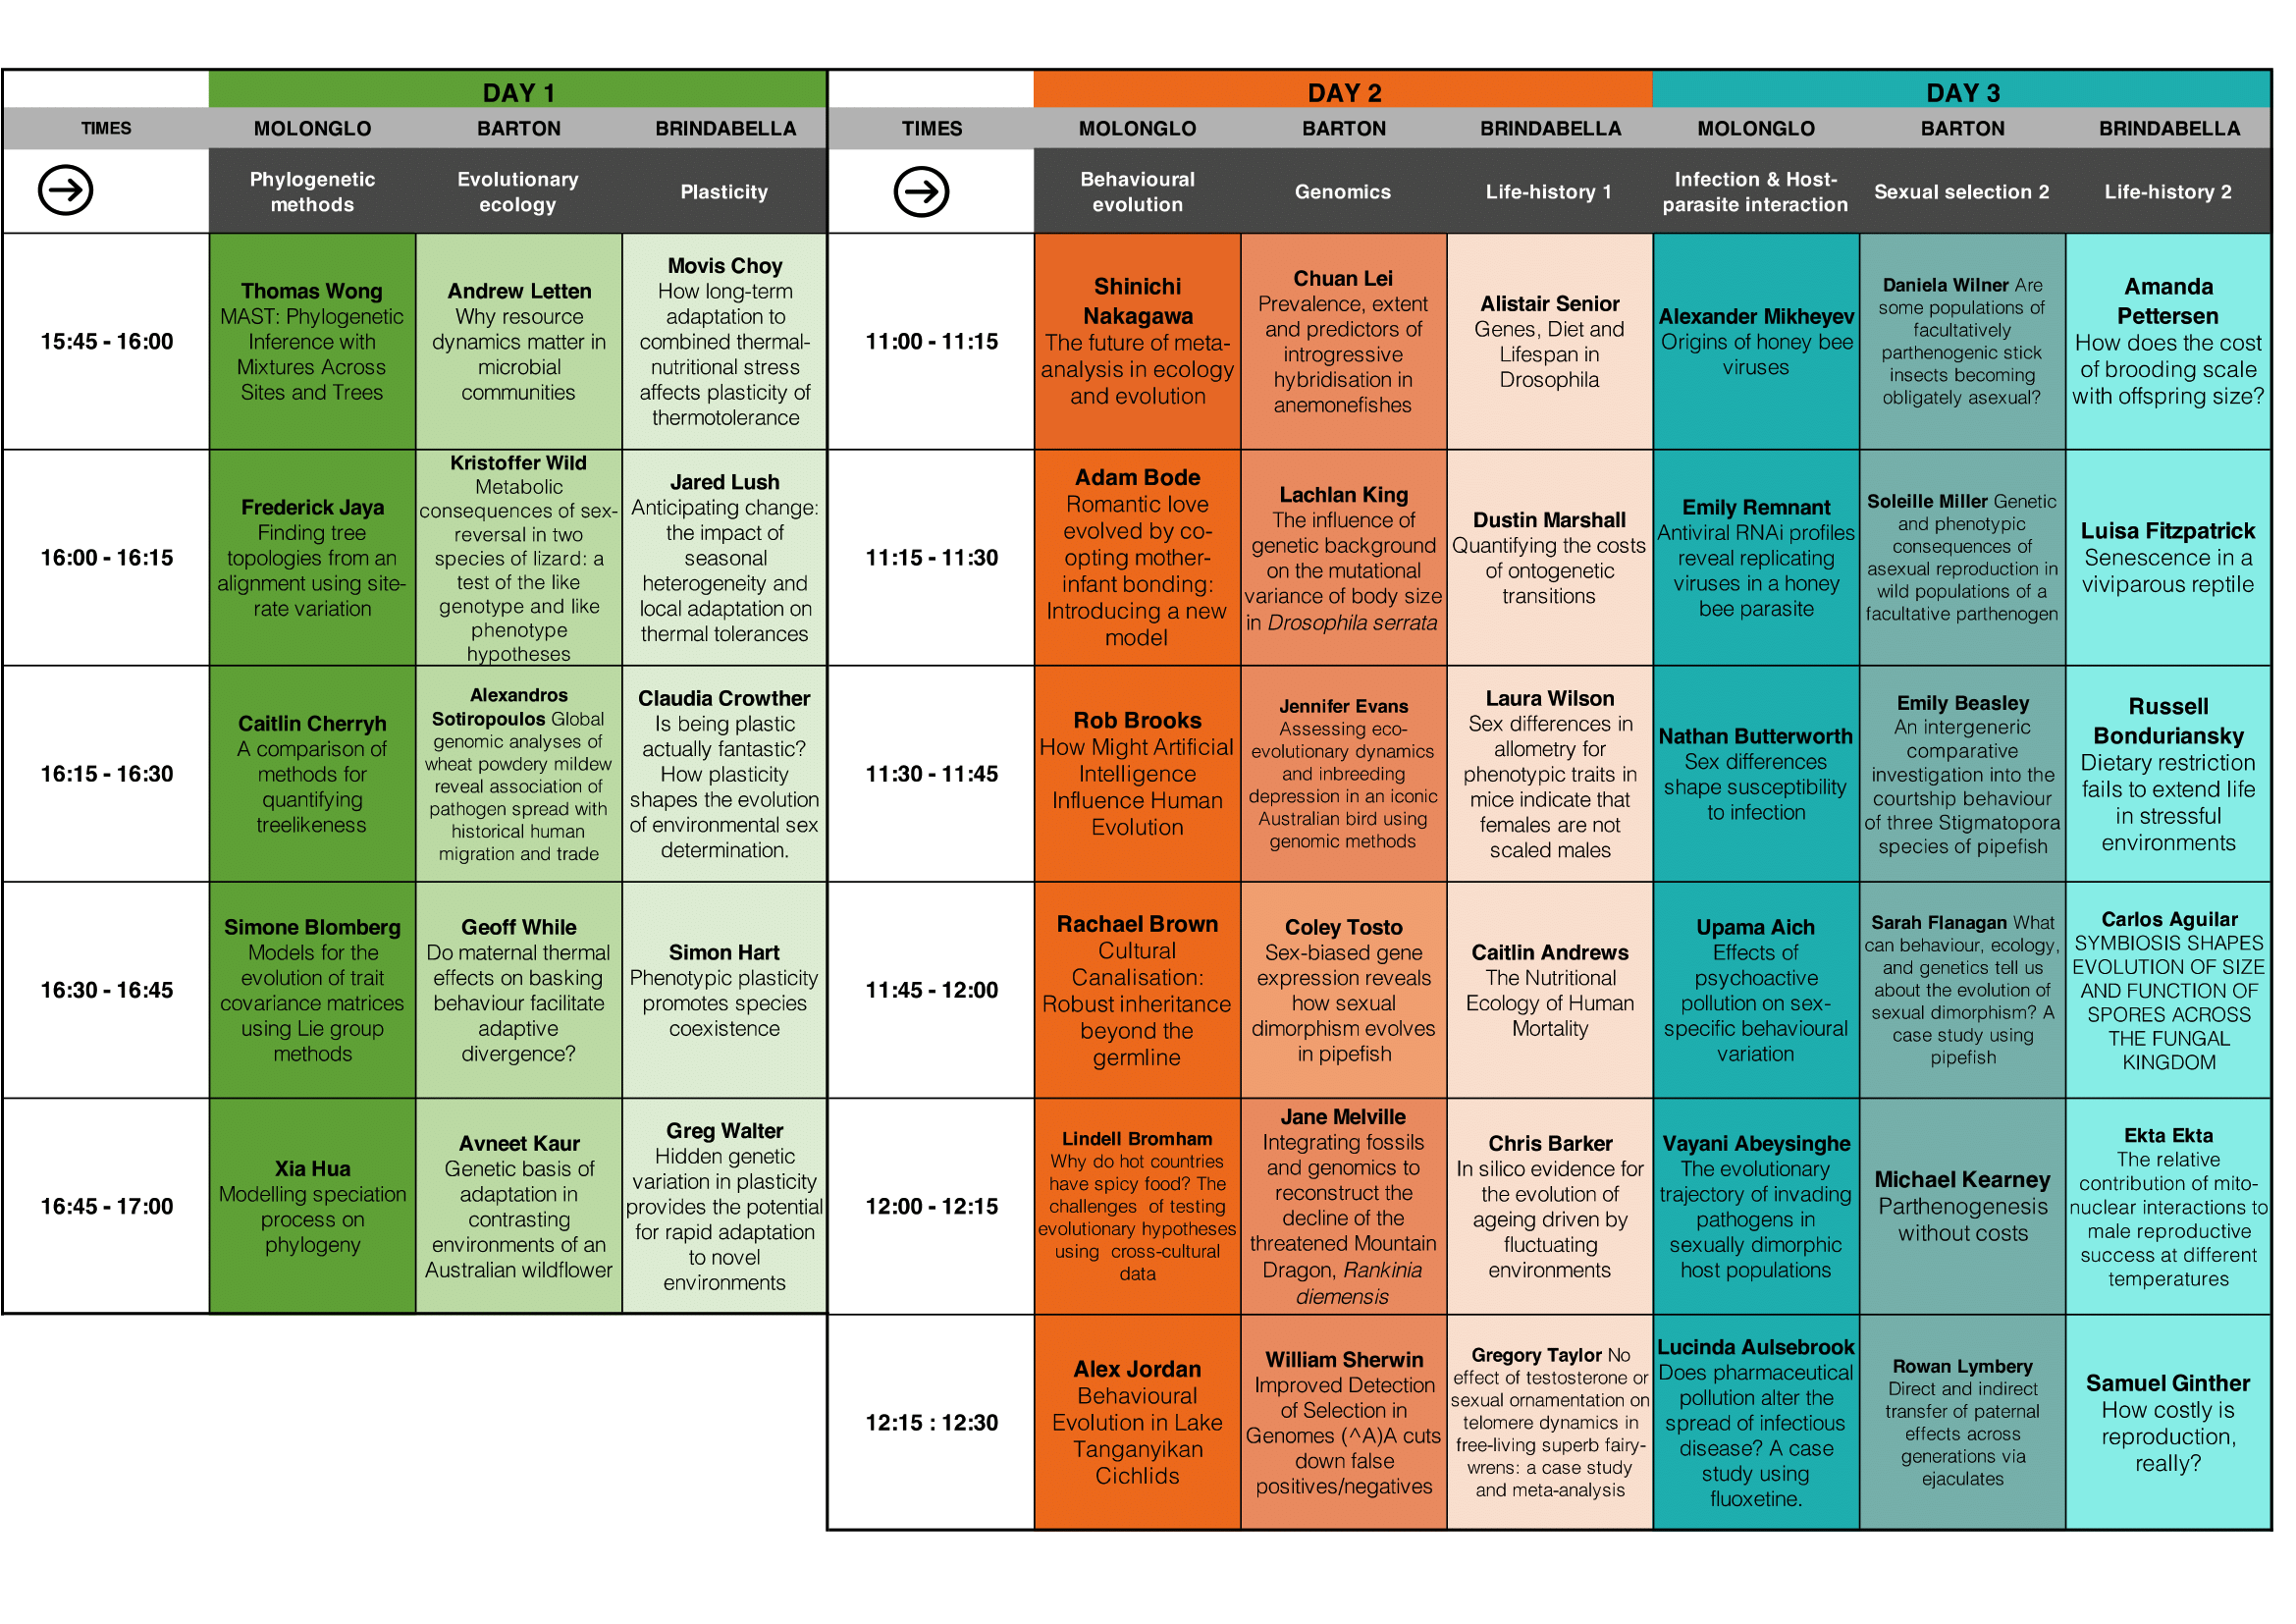 DAY 1
DAY 2
DAY 3
TIMES
MOLONGLO
BARTON
BRINDABELLA
TIMES
MOLONGLO
BARTON
BRINDABELLA
MOLONGLO
BARTON
BRINDABELLA
Phylogenetic
methods
Evolutionary
ecology
Plasticity
Behavioural
evolution
Genomics
Life-history 1
Infection & Host-
parasite interaction
Sexual selection 2
Life-history 2
15:45 - 16:00
Thomas Wong
MAST: Phylogenetic
Inference with
Mixtures Across
Sites and Trees
Andrew Letten
Why resource
dynamics matter in
microbial
communities
Movis Choy
How long-term
adaptation to
combined thermal-
nutritional stress
affects plasticity of
thermotolerance
11:00 - 11:15
Shinichi
Nakagawa
The future of meta-
analysis in ecology
and evolution
Chuan Lei
Prevalence, extent
and predictors of
introgressive
hybridisation in
anemonefishes
Alistair Senior
Genes, Diet and
Lifespan in
Drosophila
Alexander Mikheyev
Origins of honey bee
viruses
Daniela Wilner Are
some populations of
facultatively
parthenogenic stick
insects becoming
obligately asexual?
Amanda
Pettersen
How does the cost
of brooding scale
with offspring size?
16:00 - 16:15
Frederick Jaya
Finding tree
topologies from an
alignment using site-
rate variation
Kristoffer Wild
Metabolic
consequences of sex-
reversal in two
species of lizard: a
test of the like
genotype and like
phenotype
hypotheses
Jared Lush
Anticipating change:
the impact of
seasonal
heterogeneity and
local adaptation on
thermal tolerances
11:15 - 11:30
Adam Bode
Romantic love
evolved by co-
opting mother-
infant bonding:
Introducing a new
model
Lachlan King
The influence of
genetic background
on the mutational
variance of body size
in Drosophila serrata
Dustin Marshall
Quantifying the costs
of ontogenetic
transitions
Emily Remnant
Antiviral RNAi profiles
reveal replicating
viruses in a honey
bee parasite
Soleille Miller Genetic
and phenotypic
consequences of
asexual reproduction in
wild populations of a
facultative parthenogen
Luisa Fitzpatrick
Senescence in a
viviparous reptile
16:15 - 16:30
Caitlin Cherryh
A comparison of
methods for
quantifying
treelikeness
Alexandros
Sotiropoulos Global
genomic analyses of
wheat powdery mildew
reveal association of
pathogen spread with
historical human
migration and trade
Claudia Crowther
Is being plastic
actually fantastic?
How plasticity
shapes the evolution
of environmental sex
determination.
11:30 - 11:45
Rob Brooks
How Might Artificial
Intelligence
Influence Human
Evolution
Jennifer Evans
Assessing eco-
evolutionary dynamics
and inbreeding
depression in an iconic
Australian bird using
genomic methods
Laura Wilson
Sex differences in
allometry for
phenotypic traits in
mice indicate that
females are not
scaled males
Nathan Butterworth
Sex differences
shape susceptibility
to infection
Emily Beasley
An intergeneric
comparative
investigation into the
courtship behaviour
of three Stigmatopora
species of pipefish
Russell
Bonduriansky
Dietary restriction
fails to extend life
in stressful
environments
16:30 - 16:45
Simone Blomberg
Models for the
evolution of trait
covariance matrices
using Lie group
methods
Geoff While
Do maternal thermal
effects on basking
behaviour facilitate
adaptive
divergence?
Simon Hart
Phenotypic plasticity
promotes species
coexistence
11:45 - 12:00
Rachael Brown
Cultural
Canalisation:
Robust inheritance
beyond the
germline
Coley Tosto
Sex-biased gene
expression reveals
how sexual
dimorphism evolves
in pipefish
Caitlin Andrews
The Nutritional
Ecology of Human
Mortality
Upama Aich
Effects of
psychoactive
pollution on sex-
specific behavioural
variation
Sarah Flanagan What
can behaviour, ecology,
and genetics tell us
about the evolution of
sexual dimorphism? A
case study using
pipefish
Carlos Aguilar
SYMBIOSIS SHAPES
EVOLUTION OF SIZE
AND FUNCTION OF
SPORES ACROSS
THE FUNGAL
KINGDOM
16:45 - 17:00
Xia Hua
Modelling speciation
process on
phylogeny
Avneet Kaur
Genetic basis of
adaptation in
contrasting
environments of an
Australian wildflower
Greg Walter
Hidden genetic
variation in plasticity
provides the potential
for rapid adaptation
to novel
environments
12:00 - 12:15
Lindell Bromham
Why do hot countries
have spicy food? The
challenges of testing
evolutionary hypotheses
using cross-cultural
data
Jane Melville
Integrating fossils
and genomics to
reconstruct the
decline of the
threatened Mountain
Dragon, Rankinia
diemensis
Chris Barker
In silico evidence for
the evolution of
ageing driven by
fluctuating
environments
Vayani Abeysinghe
The evolutionary
trajectory of invading
pathogens in
sexually dimorphic
host populations
Michael Kearney
Parthenogenesis
without costs
Ekta Ekta
The relative
contribution of mito-
nuclear interactions to
male reproductive
success at different
temperatures
12:15 : 12:30
Alex Jordan
Behavioural
Evolution in Lake
Tanganyikan
Cichlids
William Sherwin
Improved Detection
of Selection in
Genomes (^A)A cuts
down false
positives/negatives
Gregory Taylor No
effect of testosterone or
sexual ornamentation on
telomere dynamics in
free-living superb fairy-
wrens: a case study
and meta-analysis
Lucinda Aulsebrook
Does pharmaceutical
pollution alter the
spread of infectious
disease? A case
study using
fluoxetine.
Rowan Lymbery
Direct and indirect
transfer of paternal
effects across
generations via
ejaculates
Samuel Ginther
How costly is
reproduction,
really?